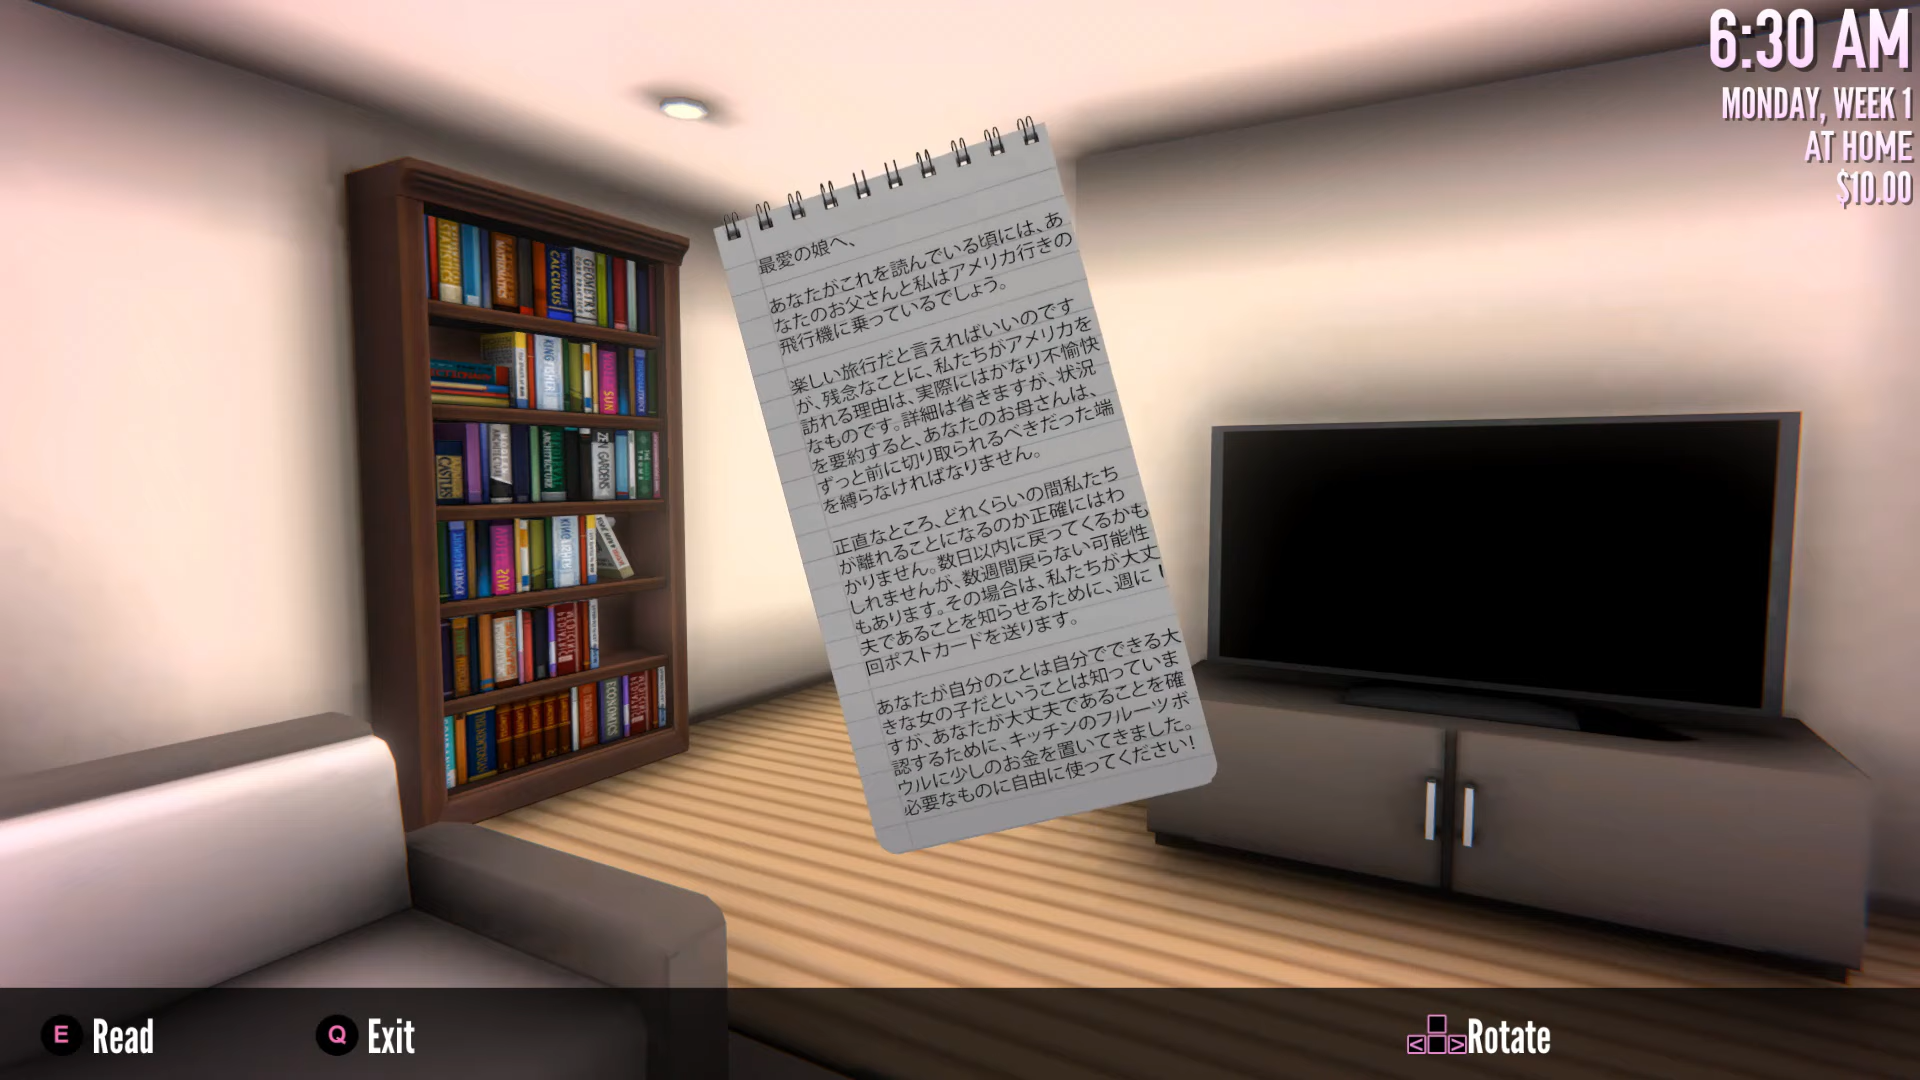 6:30 AM
MONDAY, WEEK 1
AT HOME
$10.00
最愛の娘へ、
あなたがこれを読んでいる頃には、あ
なたのお父さんと私はアメリカ行きの
飛行機に乗っているでしょう。
楽しい旅行だと言えればいいのです
が、残念なことに、私たちがアメリカを
訪れる理由は、実際にはかなり不愉快
なものです。詳細は省きますが、状況
を要約すると、あなたのお母さんは、
ずっと前に切り取られるべきだった端
を縛らなければなりません。
正直なところ、どれくらいの間私たち
が離れることになるのか正確にはわ
かりません。数日以内に戻ってくるかも
しれませんが、数週間戻らない可能性
もあります。その場合は、私たちが大丈
夫であることを知らせるために、週に1
回ポストカードを送ります。
あなたが自分のことは自分でできる大
きな女の子だということは知っていま
すが、あなたが大丈夫であることを確
認するために、キッチンのフルーツボ
ウルに少しのお金を置いてきました。
必要なものに自由に使ってください!
STATISTICS
MATHEMATICS
CALCULUS
GEOMETRY
KING FISHER
SUN
CASTLES
ARCHITECTURE
MEDIEVAL
ARCHITECTURE
ZEN GARDENS
SUN
KING FISHER
ECONOMICS
E Read
Q Exit
< > Rotate